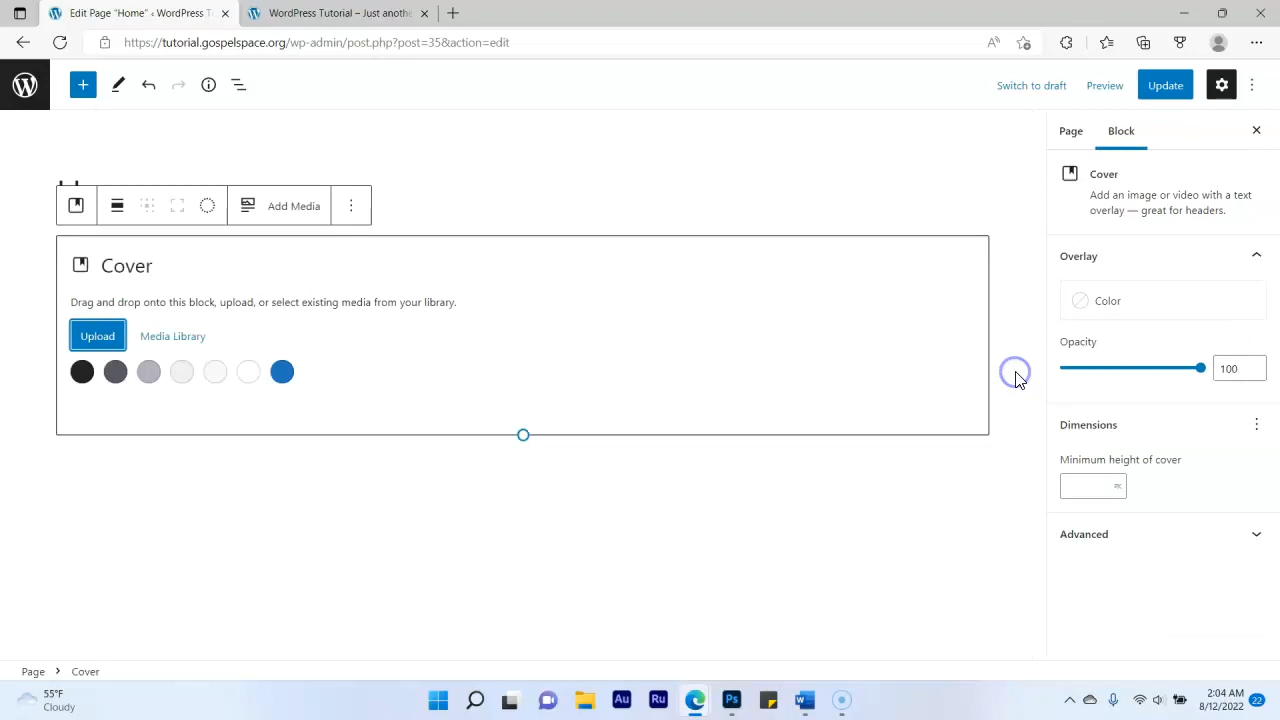 Edit Page "Home" ‹ WordPress T
WordPress Tutorial – Just anothe
https://tutorial.gospelspace.org/wp-admin/post.php?post=35&action=edit
Switch to draft
Preview
Update
Page
Block
Cover
Add an image or video with a text
overlay — great for headers.
Add Media
Cover
Drag and drop onto this block, upload, or select existing media from your library.
Upload
Media Library
Overlay
Color
Opacity
100
Dimensions
Minimum height of cover
PX
Advanced
Page
Cover
55°F
Cloudy
Au
Ru
Ps
2:04 AM
8/12/2022
22